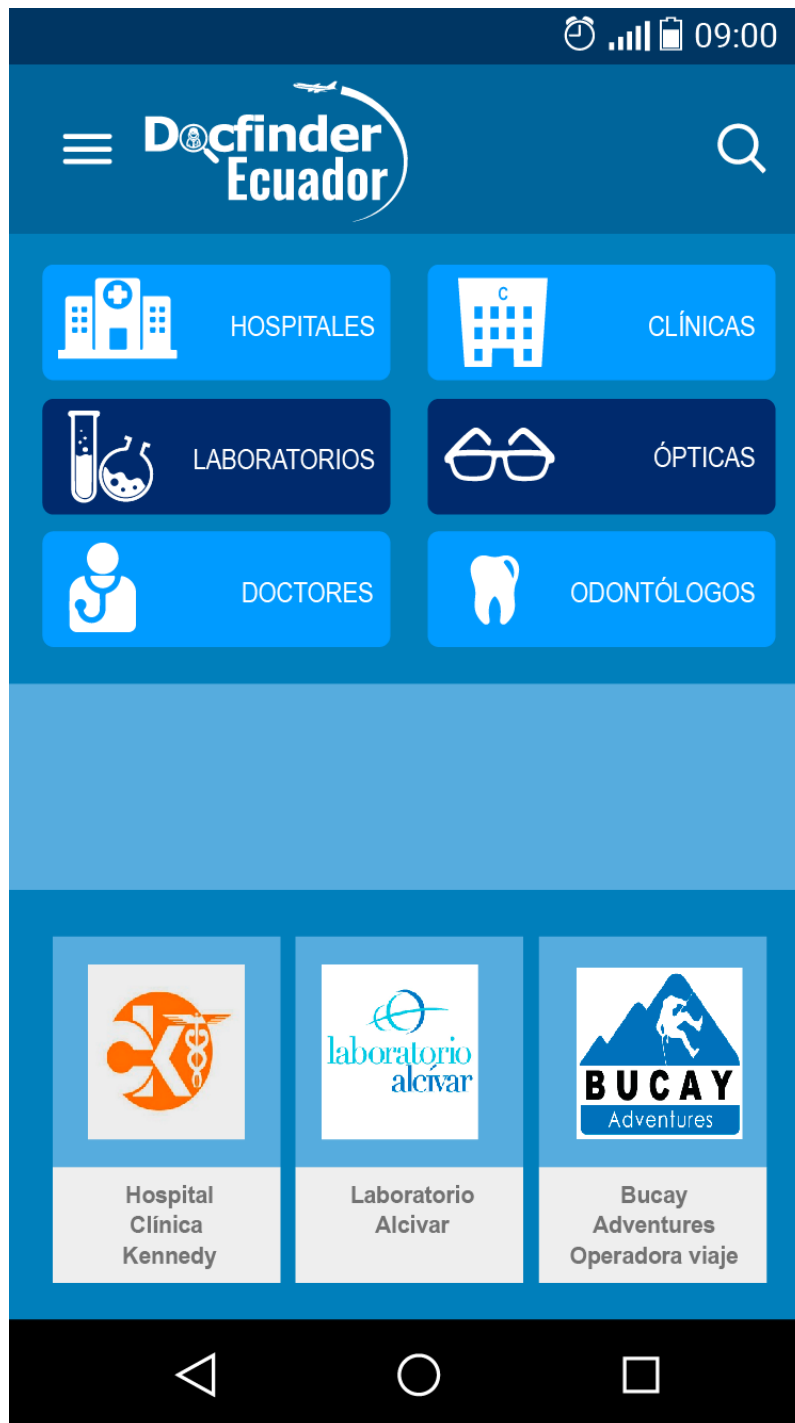 09:00
Docfinder
Ecuador
HOSPITALES
C
CLÍNICAS
LABORATORIOS
ÓPTICAS
DOCTORES
ODONTÓLOGOS
k
laboratorio
alcívar
BUCAY
Adventures
Hospital
Clínica
Kennedy
Laboratorio
Alcivar
Bucay
Adventures
Operadora viaje